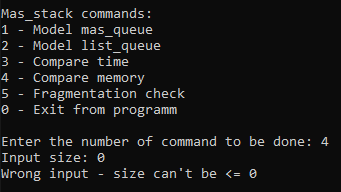 Mas_stack commands:
1 - Model mas_queue
2 - Model list_queue
3 - Compare time
4 - Compare memory
5 - Fragmentation check
0 - Exit from programm
Enter the number of command to be done: 4
Input size: 0
Wrong input - size can't be <= 0